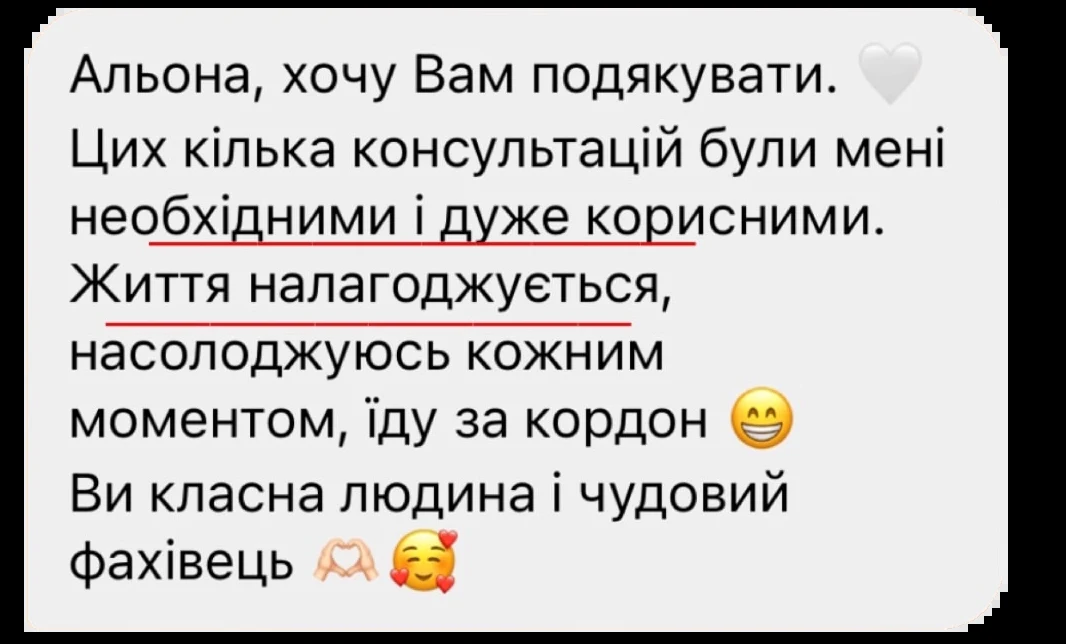 Альона, хочу Вам подякувати. 🤍
Цих кілька консультацій були мені
необхідними і дуже корисними.
Життя налагоджується,
насолоджуюсь кожним
моментом, їду за кордон 😁
Ви класна людина і чудовий
фахівець 🫶🏻 🥰